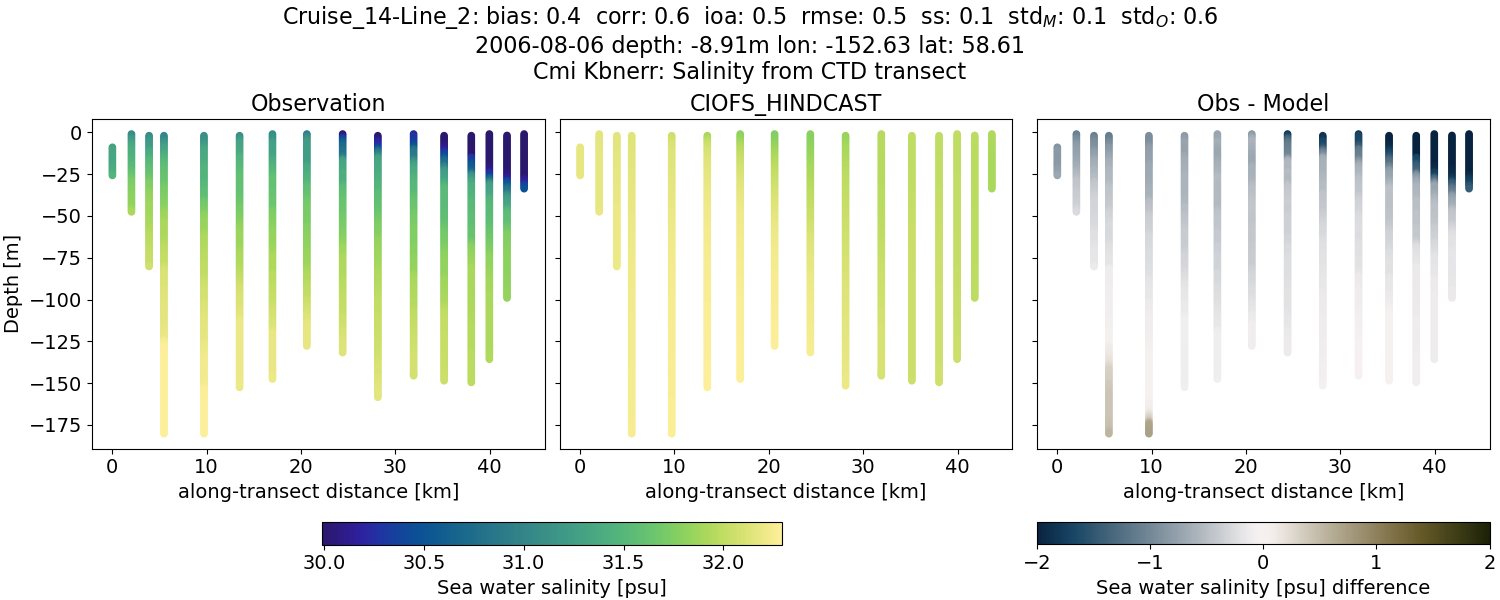 Cruise_14-Line_2: bias: 0.4 corr: 0.6 ioa: 0.5 rmse: 0.5 ss: 0.1 std_M: 0.1 std_O: 0.6
2006-08-06 depth: -8.91m lon: -152.63 lat: 58.61
Cmi Kbnerr: Salinity from CTD transect
Observation
CIOFS_HINDCAST
Obs - Model
Depth [m]
0
−25
−50
−75
−100
−125
−150
−175
0 10 20 30 40
0 10 20 30 40
0 10 20 30 40
along-transect distance [km]
along-transect distance [km]
along-transect distance [km]
30.0 30.5 31.0 31.5 32.0
Sea water salinity [psu]
−2 −1 0 1 2
Sea water salinity [psu] difference